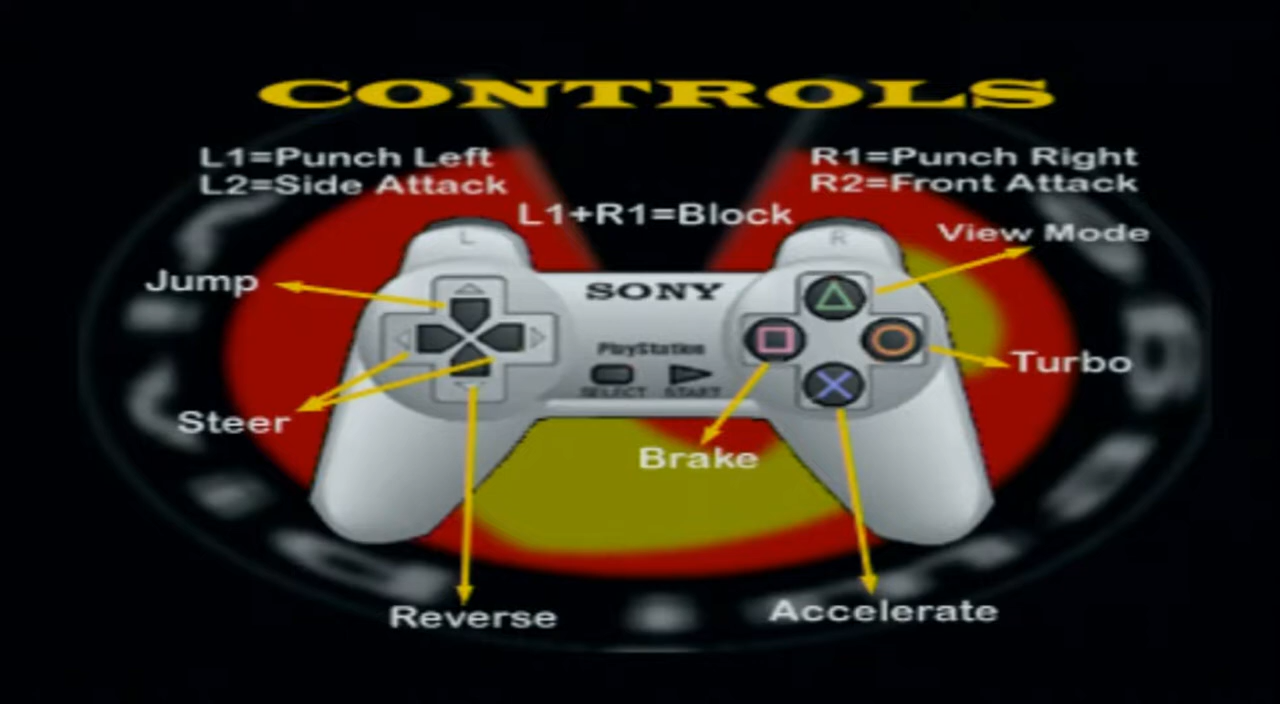 CONTROLS
L1=Punch Left
R1=Punch Right
L2=Side Attack
R2=Front Attack
L1+R1=Block
View Mode
L
R
Jump
SONY
PlayStation
SELECT
START
Turbo
Steer
Brake
Reverse
Accelerate